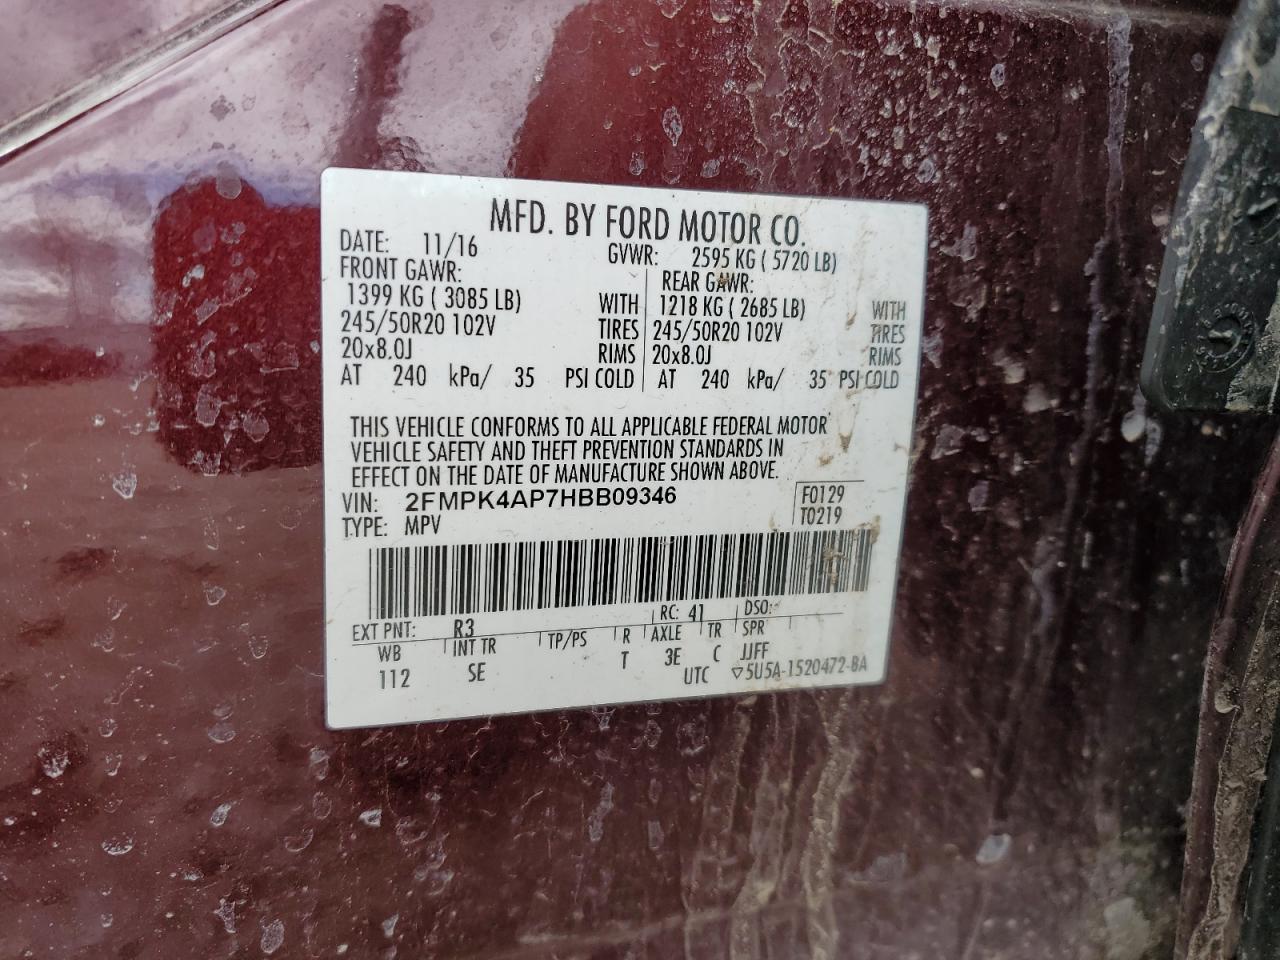 MFD. BY FORD MOTOR CO.
DATE: 11/16 GVWR: 2595 KG ( 5720 LB)
FRONT GAWR: REAR GAWR:
1399 KG ( 3085 LB) WITH 1218 KG ( 2685 LB) WITH
245/50R20 102V TIRES 245/50R20 102V TIRES
20x8.0J RIMS 20x8.0J RIMS
AT 240 kPa/ 35 PSI COLD AT 240 kPa/ 35 PSI COLD
THIS VEHICLE CONFORMS TO ALL APPLICABLE FEDERAL MOTOR
VEHICLE SAFETY AND THEFT PREVENTION STANDARDS IN
EFFECT ON THE DATE OF MANUFACTURE SHOWN ABOVE.
VIN: 2FMPK4AP7HBB09346 F0129
TYPE: MPV T0219
EXT PNT: R3 RC: 41 DSO:
WB INT TR TP/PS R AXLE TR SPR
112 SE T 3E C JJFF
UTC ▽5U5A-1520472-BA